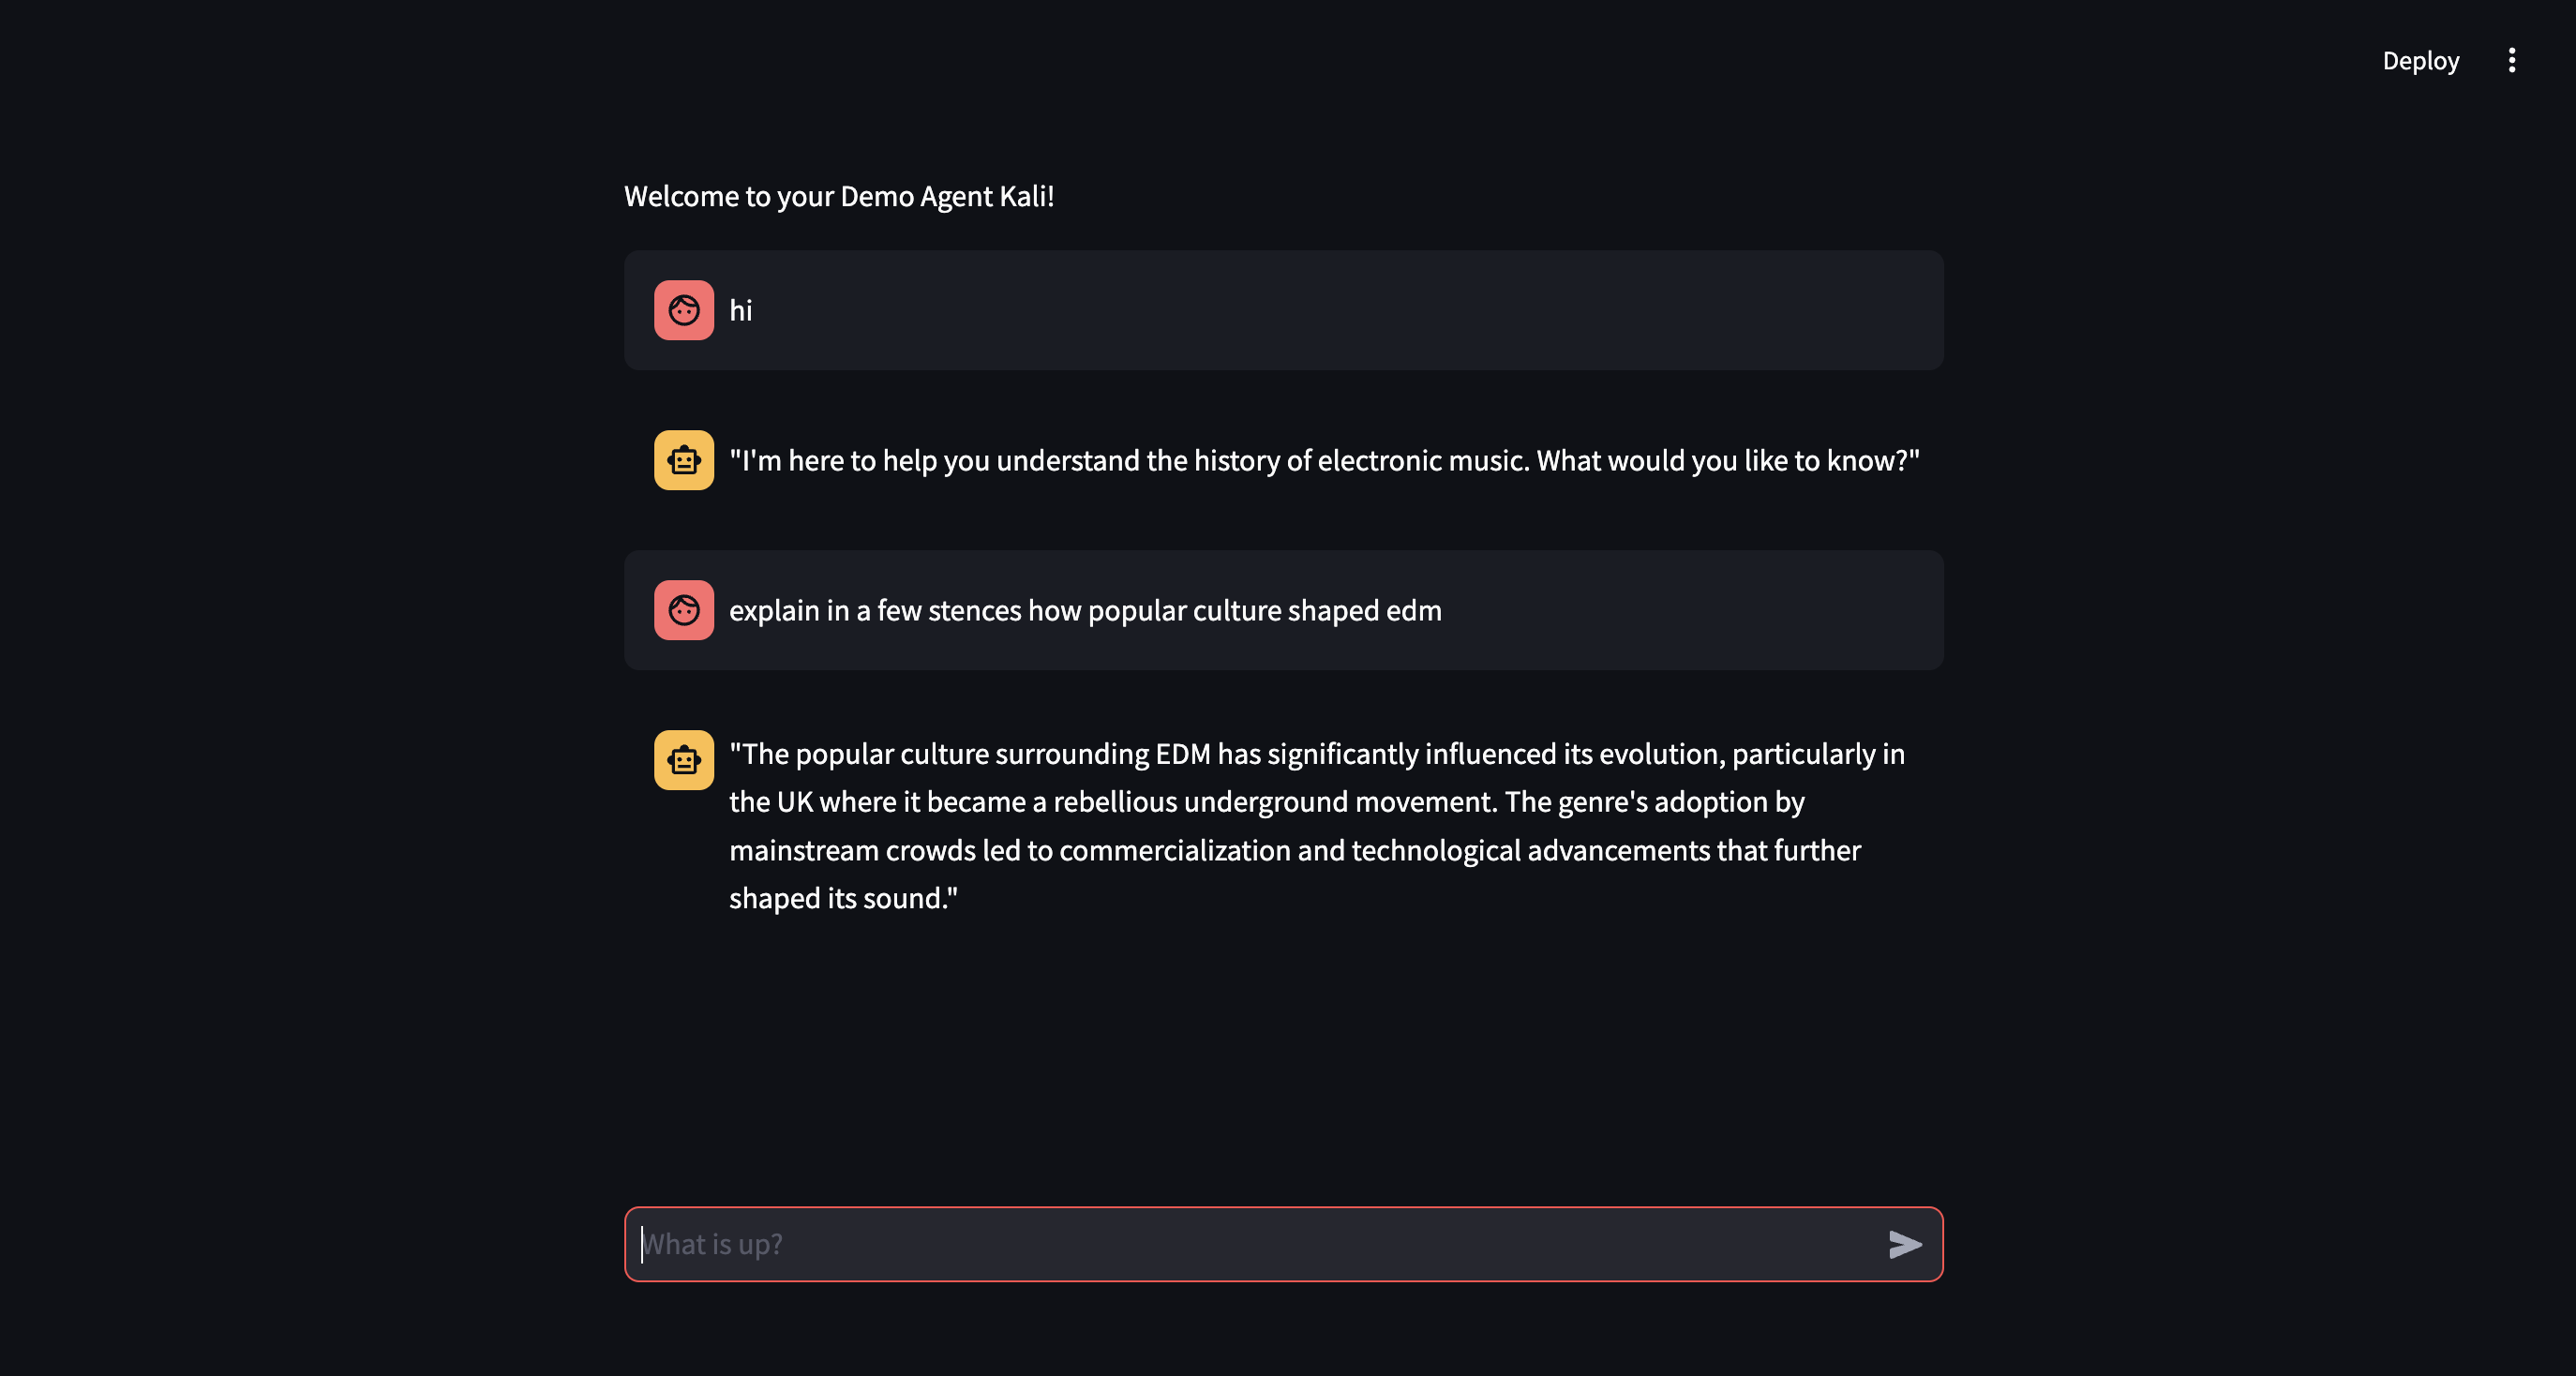 Deploy
Welcome to your Demo Agent Kali!
hi
"I'm here to help you understand the history of electronic music. What would you like to know?"
explain in a few stences how popular culture shaped edm
"The popular culture surrounding EDM has significantly influenced its evolution, particularly in
the UK where it became a rebellious underground movement. The genre's adoption by
mainstream crowds led to commercialization and technological advancements that further
shaped its sound."
What is up?